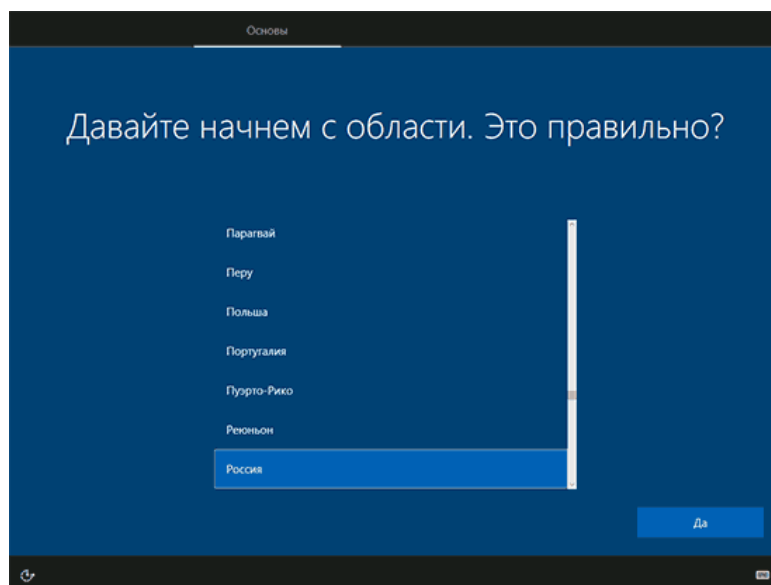 Основы
Давайте начнем с области. Это правильно?
Парагвай
Перу
Польша
Португалия
Пуэрто-Рико
Реюньон
Россия
Да